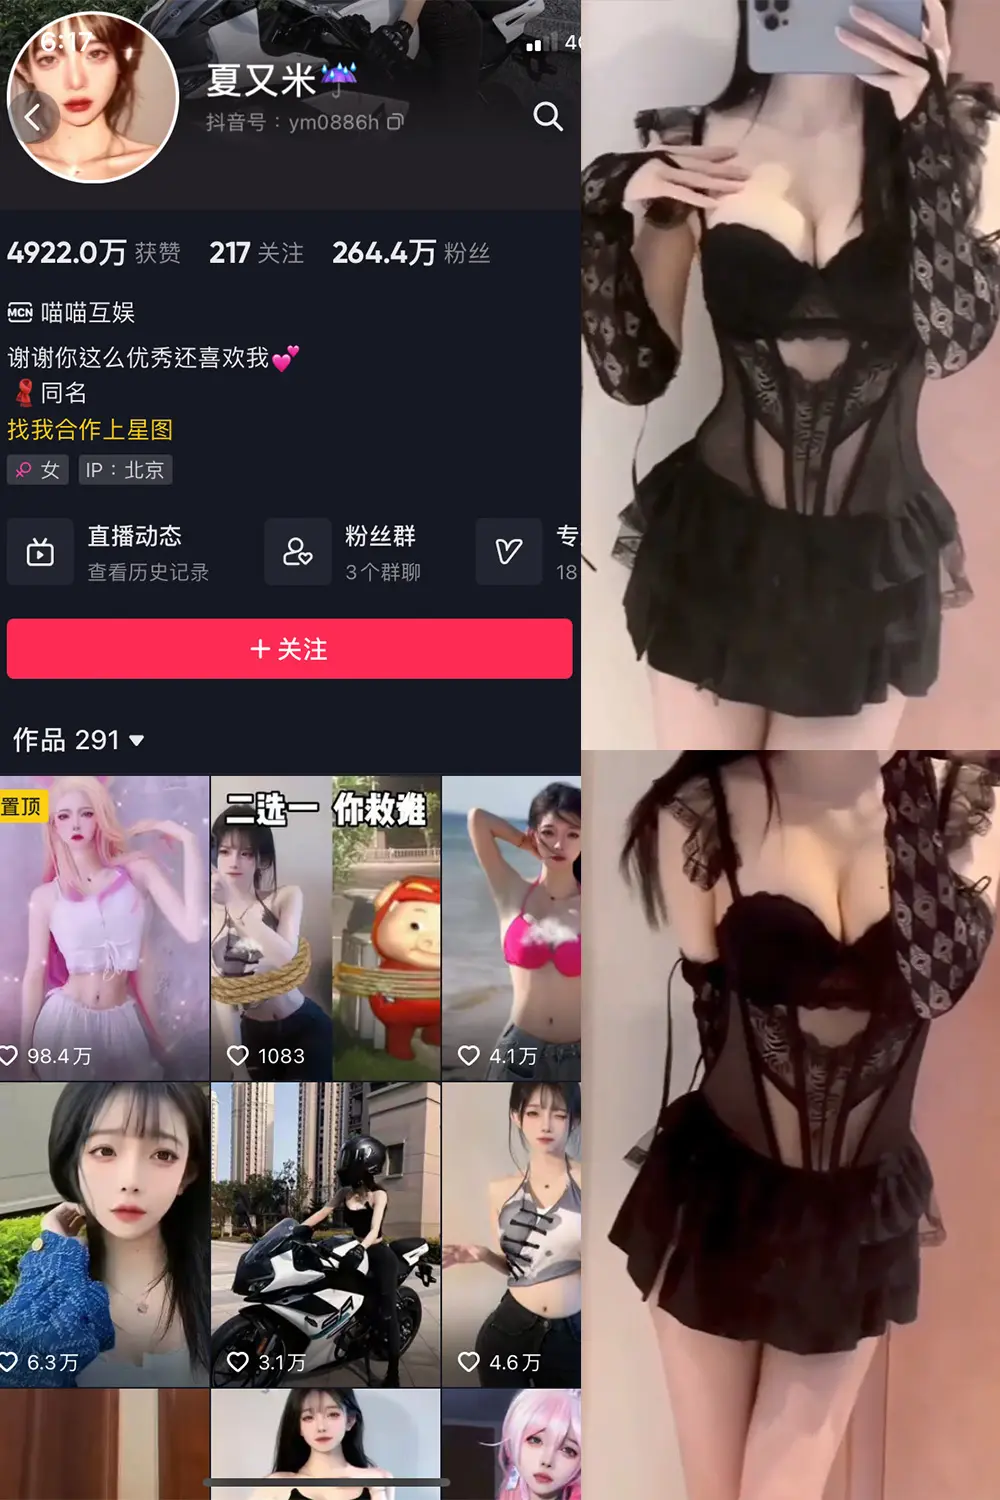 6:17
4G
夏又米☔
抖音号：ym0886h
4922.0万 获赞 217 关注 264.4万 粉丝
MCN 喵喵互娱
谢谢你这么优秀还喜欢我💕
🧣同名
找我合作上星图
女 IP：北京
直播动态 粉丝群 专
查看历史记录 3个群聊 18
+ 关注
作品 291
置顶
二选一 你救谁
98.4万 1083 4.1万
6.3万 3.1万 4.6万